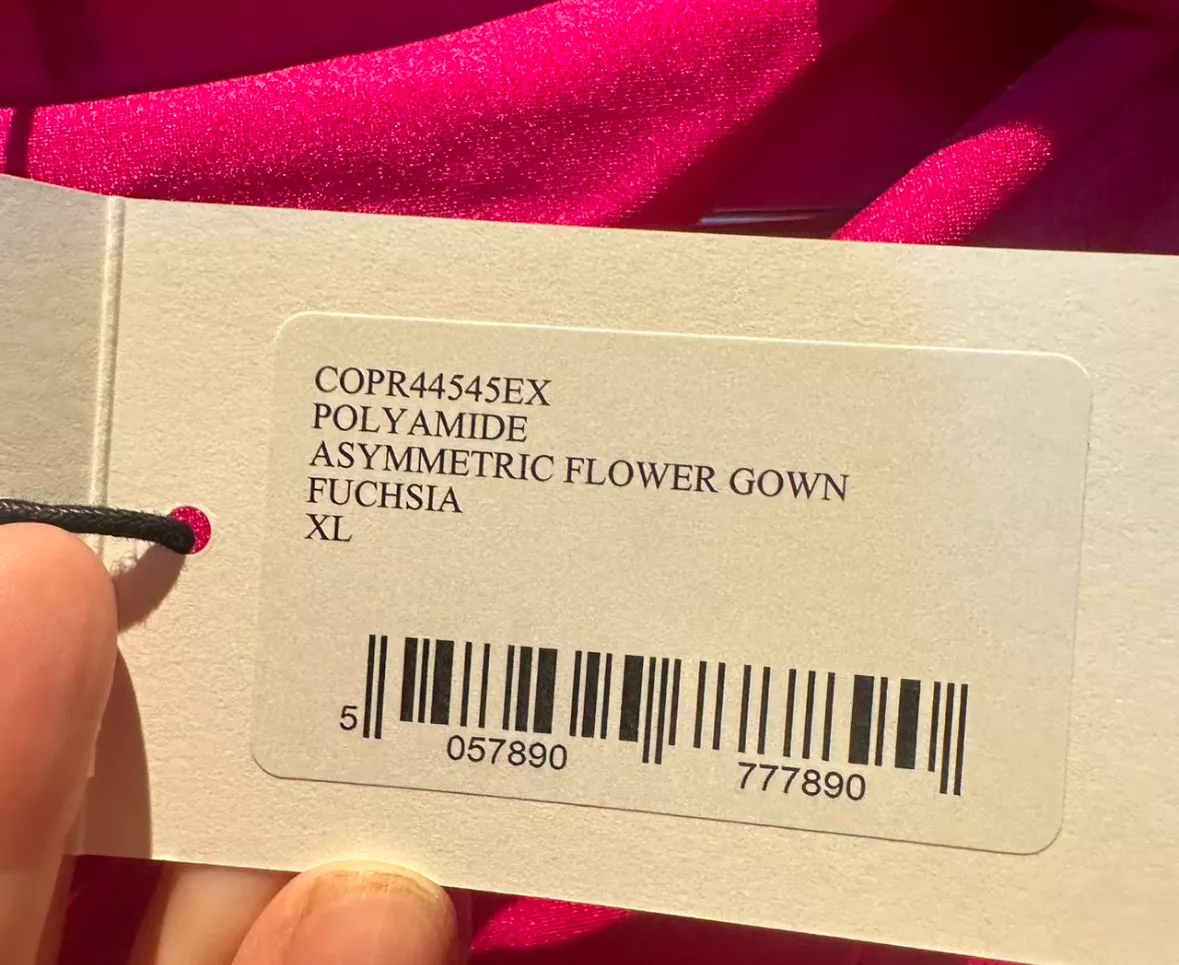 COPR44545EX
POLYAMIDE
ASYMMETRIC FLOWER GOWN
FUCHSIA
XL
5 057890 777890